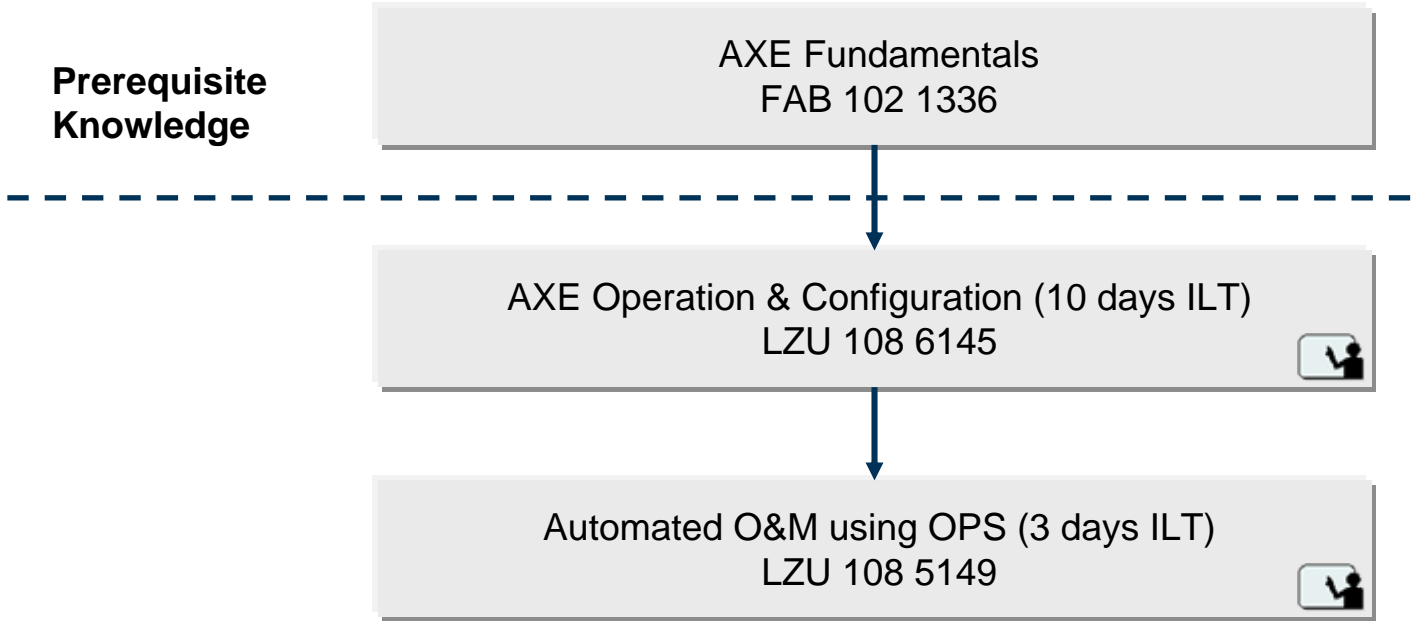 Prerequisite
Knowledge
AXE Fundamentals
FAB 102 1336
AXE Operation & Configuration (10 days ILT)
LZU 108 6145
Automated O&M using OPS (3 days ILT)
LZU 108 5149